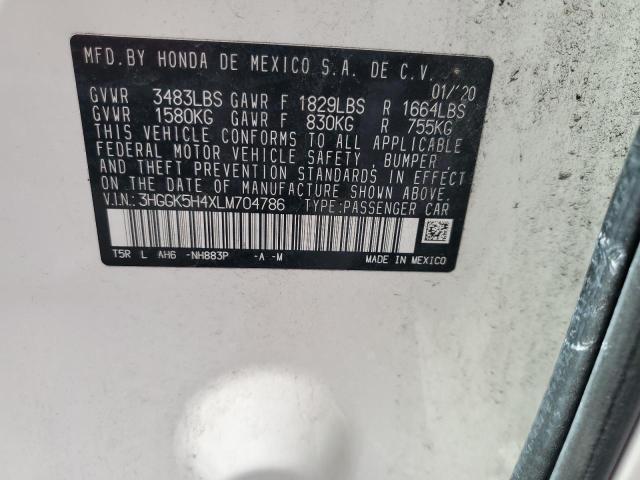 MFD.BY HONDA DE MEXICO S.A. DE C.V.
01/'20
GVWR 3483LBS GAWR F 1829LBS R 1664LBS
GVWR 1580KG GAWR F 830KG R 755KG
THIS VEHICLE CONFORMS TO ALL APPLICABLE
FEDERAL MOTOR VEHICLE SAFETY, BUMPER
AND THEFT PREVENTION STANDARDS IN EFFECT
ON THE DATE OF MANUFACTURE SHOWN ABOVE.
V.I.N.: 3HGGK5H4XLM704786 TYPE:PASSENGER CAR
T5R L AH6 -NH883P -A -M MADE IN MEXICO